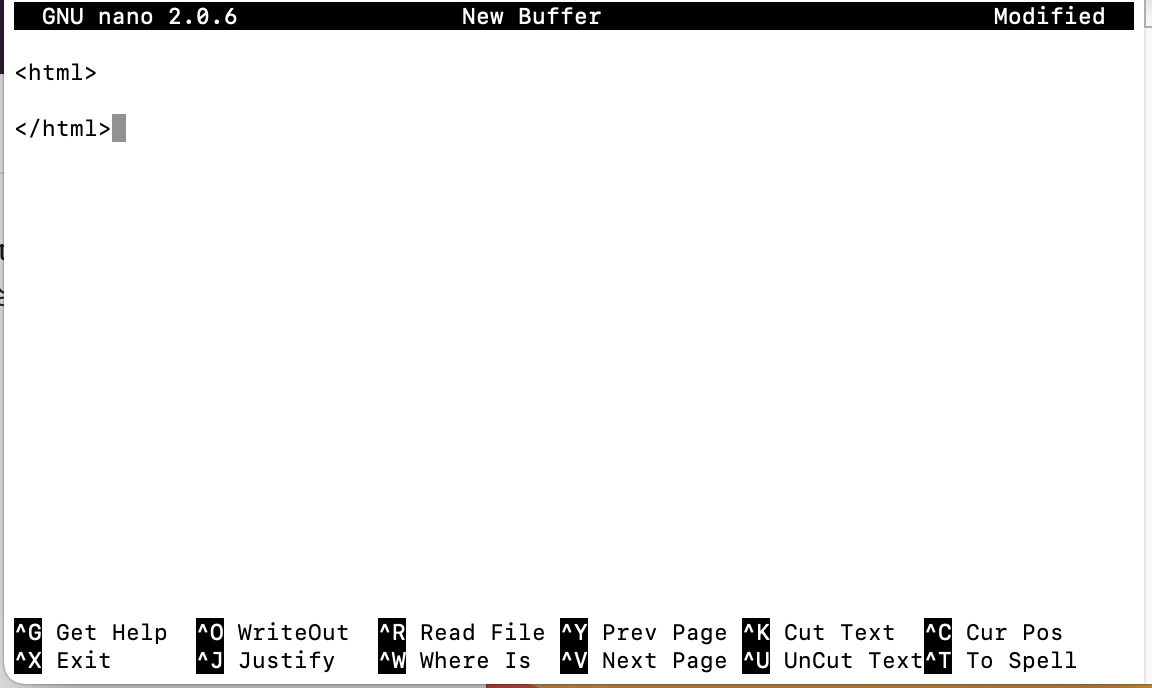 GNU nano 2.0.6 New Buffer Modified
<html>
</html>
^G Get Help ^O WriteOut ^R Read File ^Y Prev Page ^K Cut Text ^C Cur Pos
^X Exit ^J Justify ^W Where Is ^V Next Page ^U UnCut Text ^T To Spell